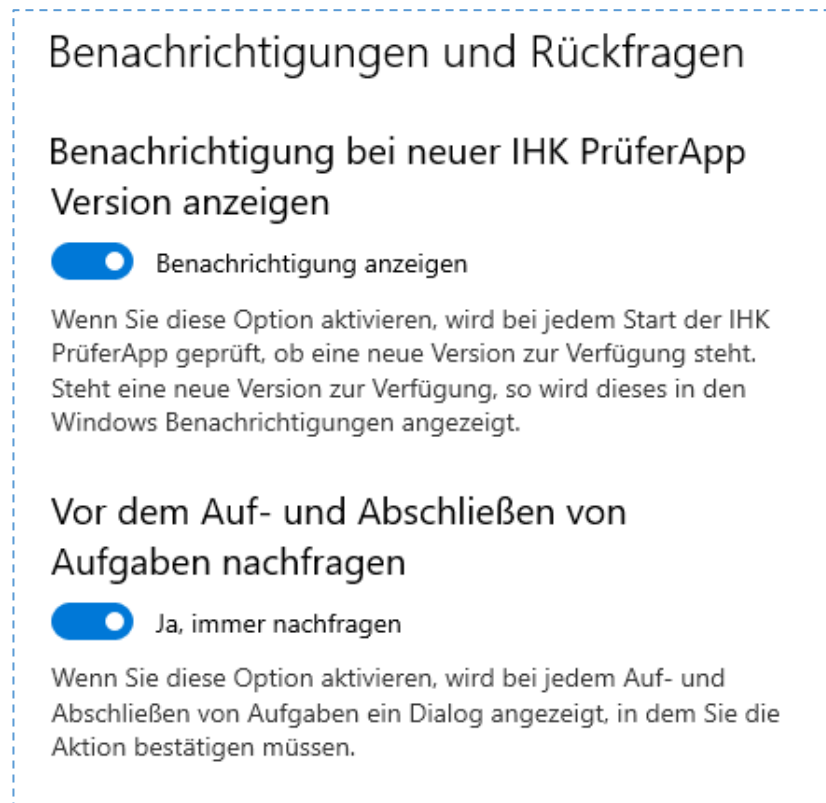 Benachrichtigungen und Rückfragen
Benachrichtigung bei neuer IHK PrüferApp
Version anzeigen
Benachrichtigung anzeigen
Wenn Sie diese Option aktivieren, wird bei jedem Start der IHK
PrüferApp geprüft, ob eine neue Version zur Verfügung steht.
Steht eine neue Version zur Verfügung, so wird dieses in den
Windows Benachrichtigungen angezeigt.
Vor dem Auf- und Abschließen von
Aufgaben nachfragen
Ja, immer nachfragen
Wenn Sie diese Option aktivieren, wird bei jedem Auf- und
Abschließen von Aufgaben ein Dialog angezeigt, in dem Sie die
Aktion bestätigen müssen.